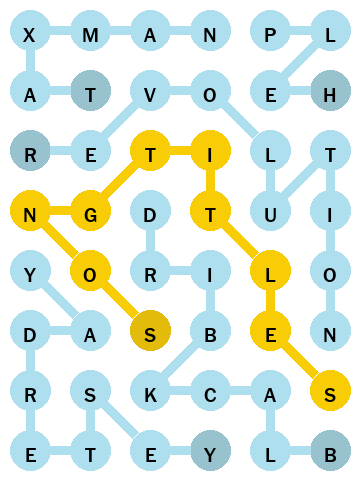 X M A N P L
A T V O E H
R E T I L T
N G D T U I
Y O R I L O
D A S B E N
R S K C A S
E T E Y L B